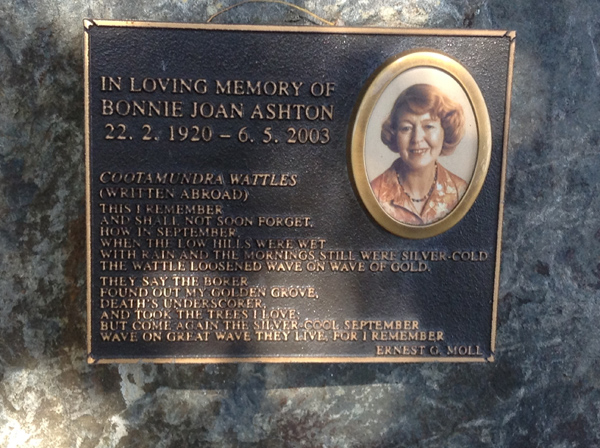 IN LOVING MEMORY OF
BONNIE JOAN ASHTON
22. 2. 1920 – 6. 5. 2003
COOTAMUNDRA WATTLES
(WRITTEN ABROAD)
THIS I REMEMBER
AND SHALL NOT SOON FORGET,
HOW IN SEPTEMBER
WHEN THE LOW HILLS WERE WET
WITH RAIN AND THE MORNINGS STILL WERE SILVER-COLD
THE WATTLE LOOSENED WAVE ON WAVE OF GOLD.
THEY SAY THE BORER
FOUND OUT MY GOLDEN GROVE,
DEATH'S UNDERSCORER,
AND TOOK THE TREES I LOVE:
BUT COME AGAIN THE SILVER-COOL SEPTEMBER
WAVE ON GREAT WAVE THEY LIVE, FOR I REMEMBER
ERNEST G. MOLL